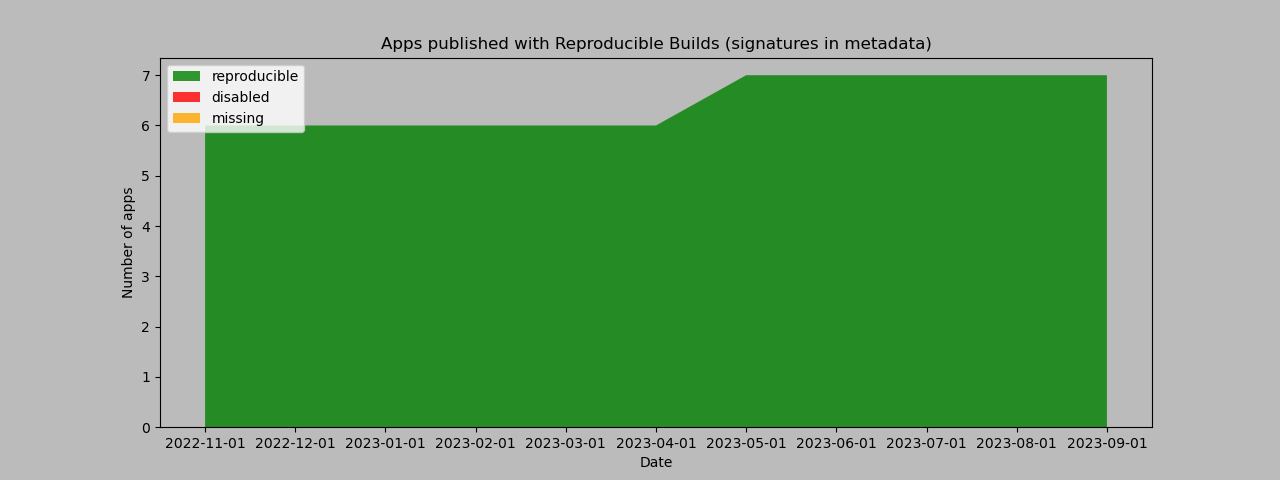 Apps published with Reproducible Builds (signatures in metadata)
reproducible
disabled
missing
7
6
5
4
3
2
1
0
Number of apps
2022-11-01 2022-12-01 2023-01-01 2023-02-01 2023-03-01 2023-04-01 2023-05-01 2023-06-01 2023-07-01 2023-08-01 2023-09-01
Date